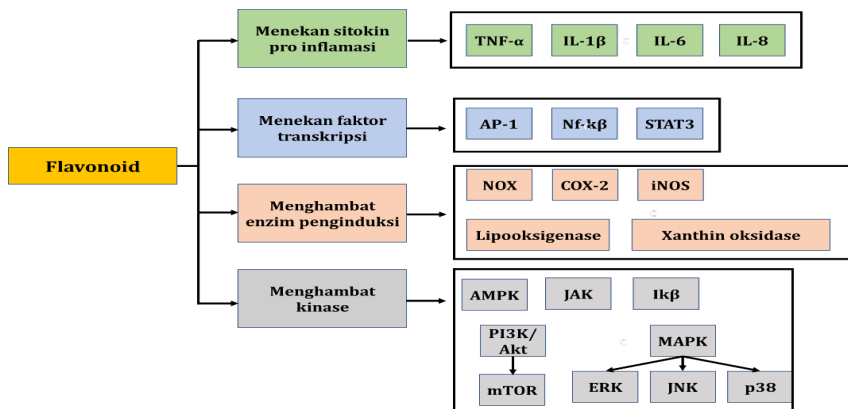 Flavonoid
Menekan sitokin
pro inflamasi
TNF-α IL-1β IL-6 IL-8
Menekan faktor
transkripsi
AP-1 Nf-kβ STAT3
Menghambat
enzim penginduksi
NOX COX-2 iNOS
Lipooksigenase Xanthin oksidase
Menghambat
kinase
AMPK JAK Ikβ
PI3K/
Akt
MAPK
mTOR ERK JNK p38